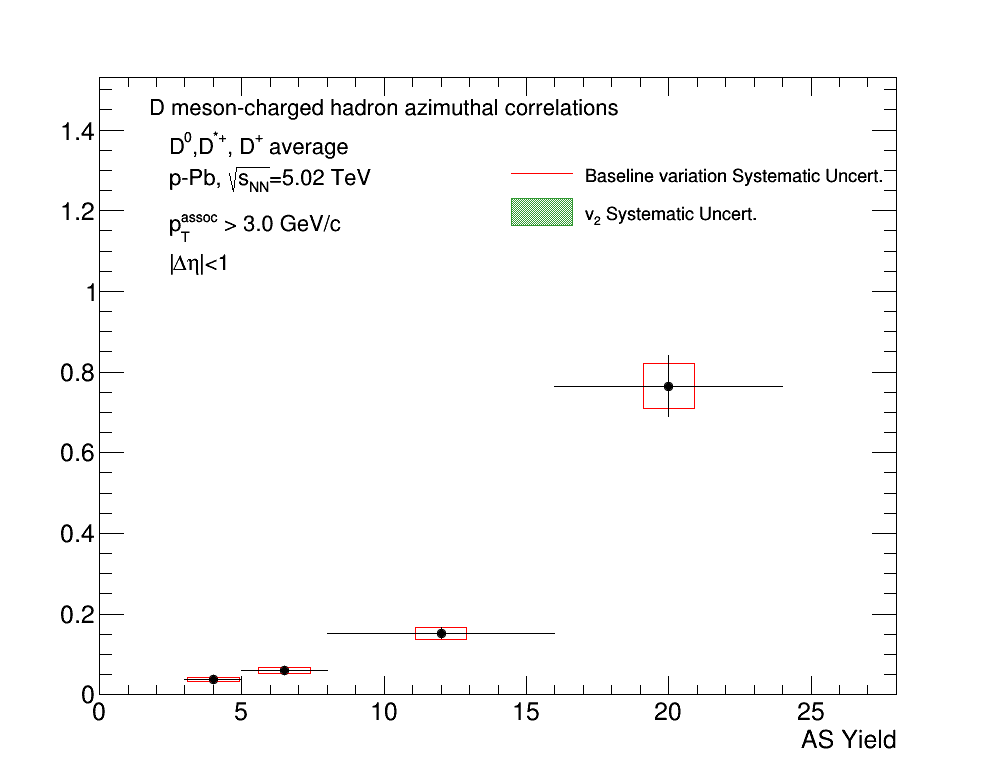 D meson-charged hadron azimuthal correlations
D⁰,D*⁺, D⁺ average
p-Pb, √sNN=5.02 TeV
pTassoc > 3.0 GeV/c
|Δη|<1
Baseline variation Systematic Uncert.
v₂ Systematic Uncert.
1.4
1.2
1
0.8
0.6
0.4
0.2
0
0 5 10 15 20 25
AS Yield